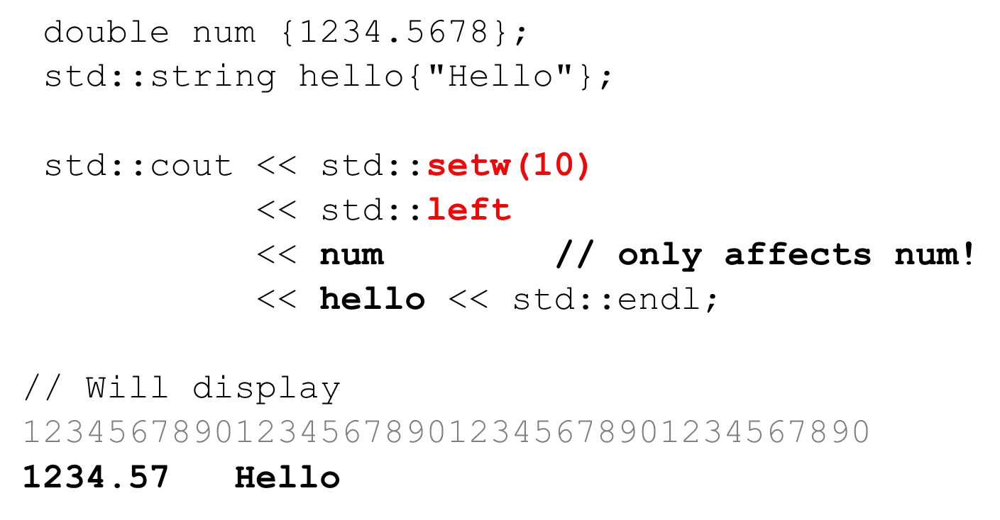 double num {1234.5678};
std::string hello{"Hello"};
std::cout << std::setw(10)
<< std::left
<< num // only affects num!
<< hello << std::endl;
// Will display
1234567890123456789012345678901234567890
1234.57 Hello